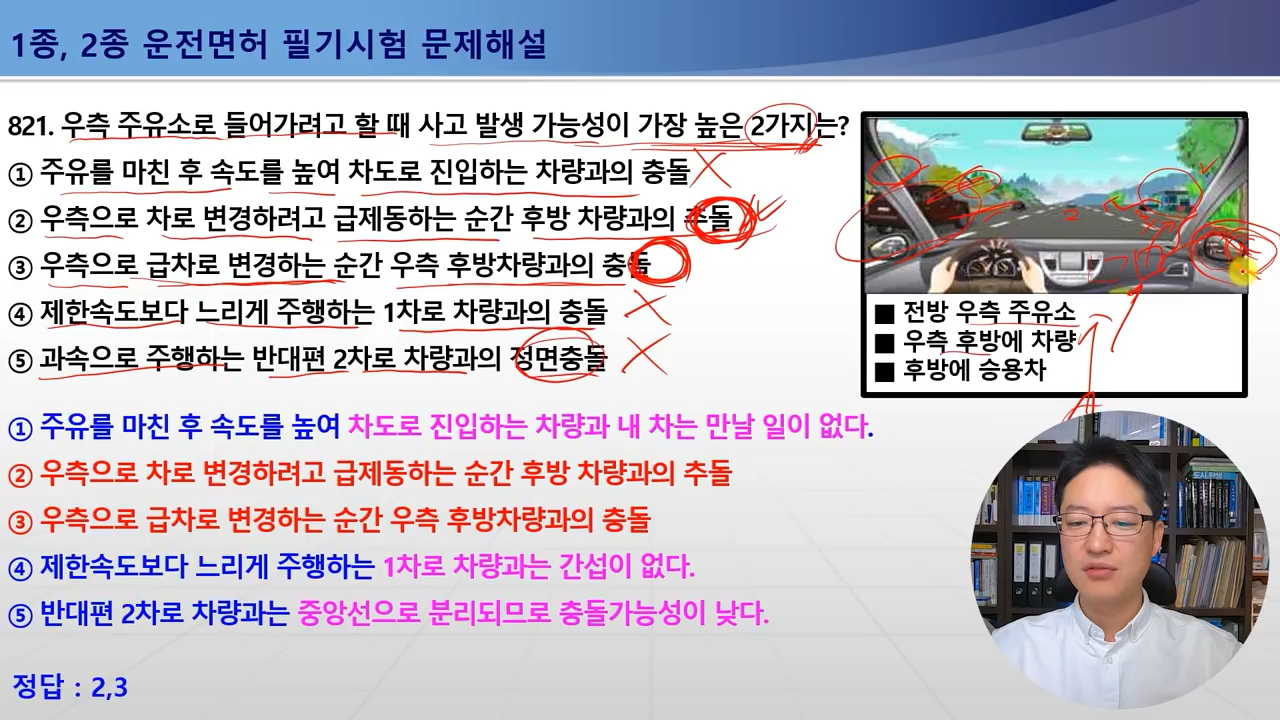 1종, 2종 운전면허 필기시험 문제해설
821. 우측 주유소로 들어가려고 할 때 사고 발생 가능성이 가장 높은 2가지는?
① 주유를 마친 후 속도를 높여 차도로 진입하는 차량과의 충돌
② 우측으로 차로 변경하려고 급제동하는 순간 후방 차량과의 추돌
③ 우측으로 급차로 변경하는 순간 우측 후방차량과의 충돌
④ 제한속도보다 느리게 주행하는 1차로 차량과의 충돌
⑤ 과속으로 주행하는 반대편 2차로 차량과의 정면충돌
■ 전방 우측 주유소
■ 우측 후방에 차량
■ 후방에 승용차
① 주유를 마친 후 속도를 높여 차도로 진입하는 차량과 내 차는 만날 일이 없다.
② 우측으로 차로 변경하려고 급제동하는 순간 후방 차량과의 추돌
③ 우측으로 급차로 변경하는 순간 우측 후방차량과의 충돌
④ 제한속도보다 느리게 주행하는 1차로 차량과는 간섭이 없다.
⑤ 반대편 2차로 차량과는 중앙선으로 분리되므로 충돌가능성이 낮다.
정답 : 2,3